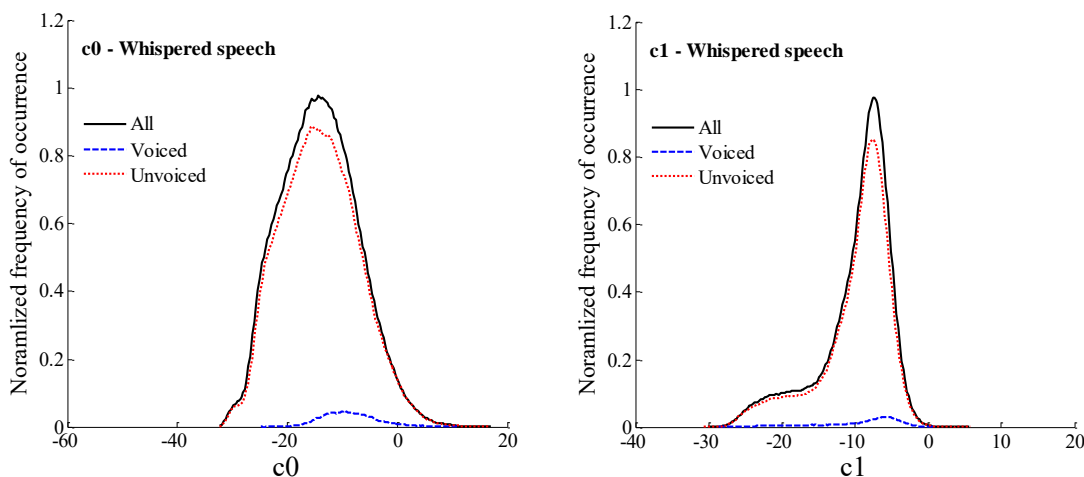 c0 - Whispered speech
Noramlized frequency of occurrence
1.2
1
0.8
0.6
0.4
0.2
0
All
Voiced
Unvoiced
-60
-40
-20
0
20
c0
c1 - Whispered speech
Noramlized frequency of occurrence
1.2
1
0.8
0.6
0.4
0.2
0
All
Voiced
Unvoiced
-40
-30
-20
-10
0
10
20
c1